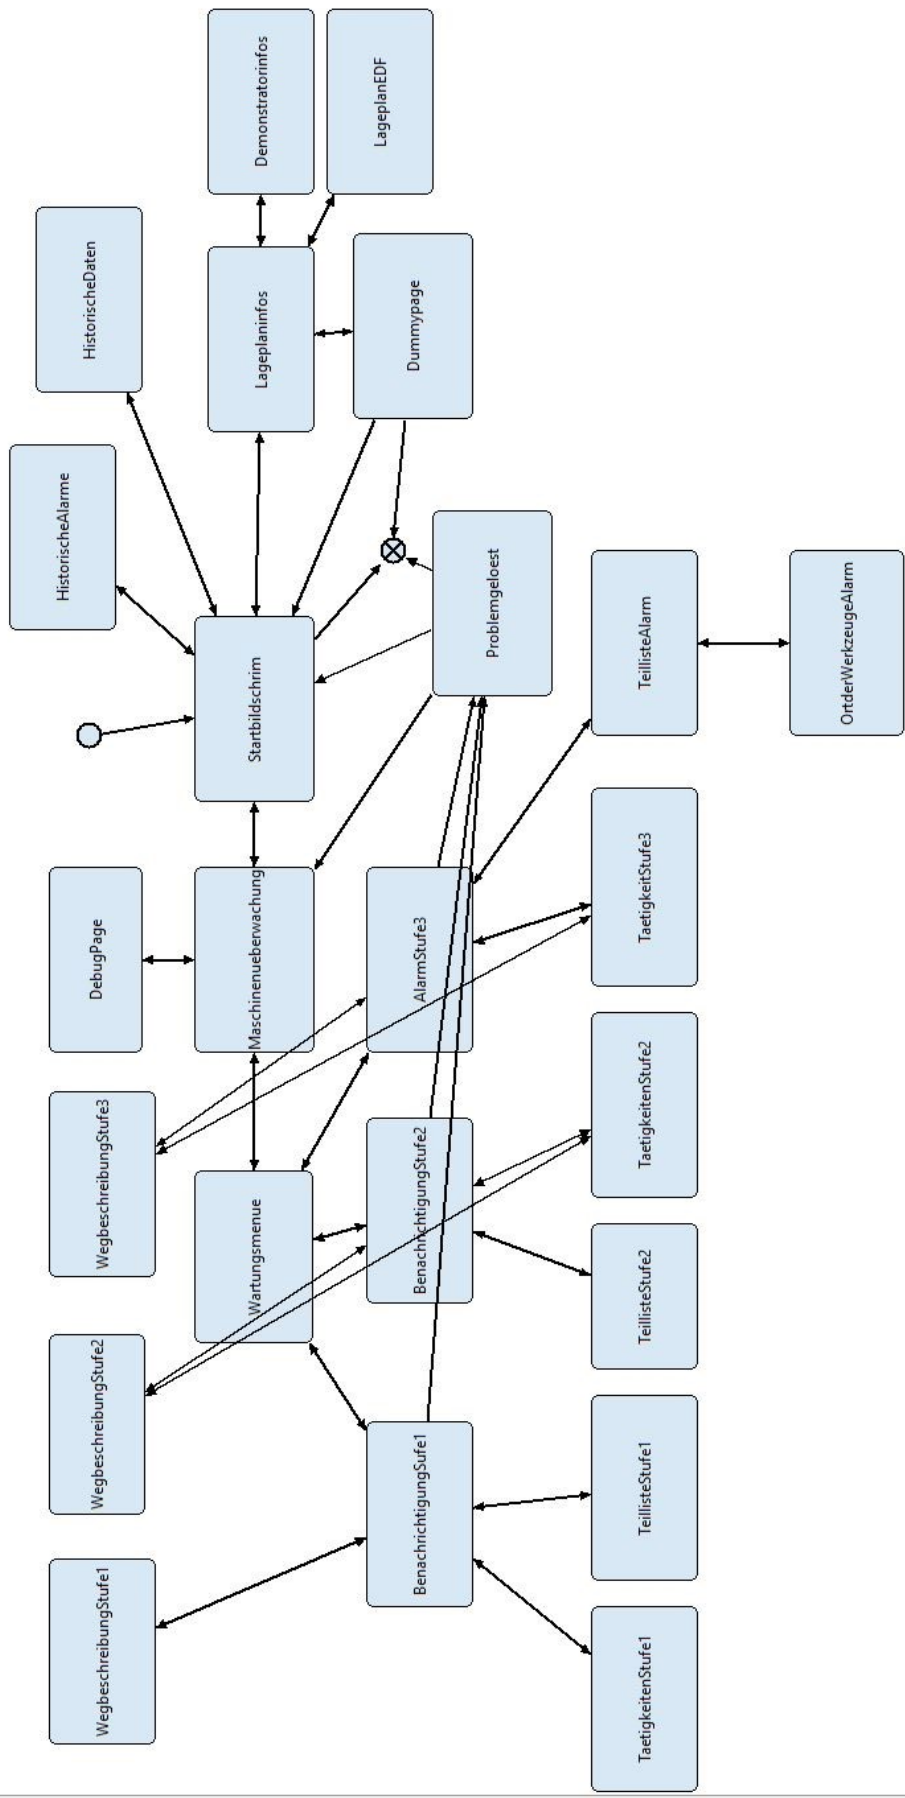 WegbeschreibungStufe1
WegbeschreibungStufe2
WegbeschreibungStufe3
DebugPage
HistorischeAlarme
HistorischeDaten
Wartungsmenue
Maschinenueberwachung
Startbildschrim
Lageplaninfos
Demonstratorinfos
LageplanEDF
BenachrichtigungSufe1
BenachrichtigungStufe2
AlarmStufe3
Problemgeloest
Dummypage
TaetigkeitenStufe1
TeillisteStufe1
TeillisteStufe2
TaetigkeitenStufe2
TaetigkeitStufe3
TeillisteAlarm
OrtderWerkzeugeAlarm